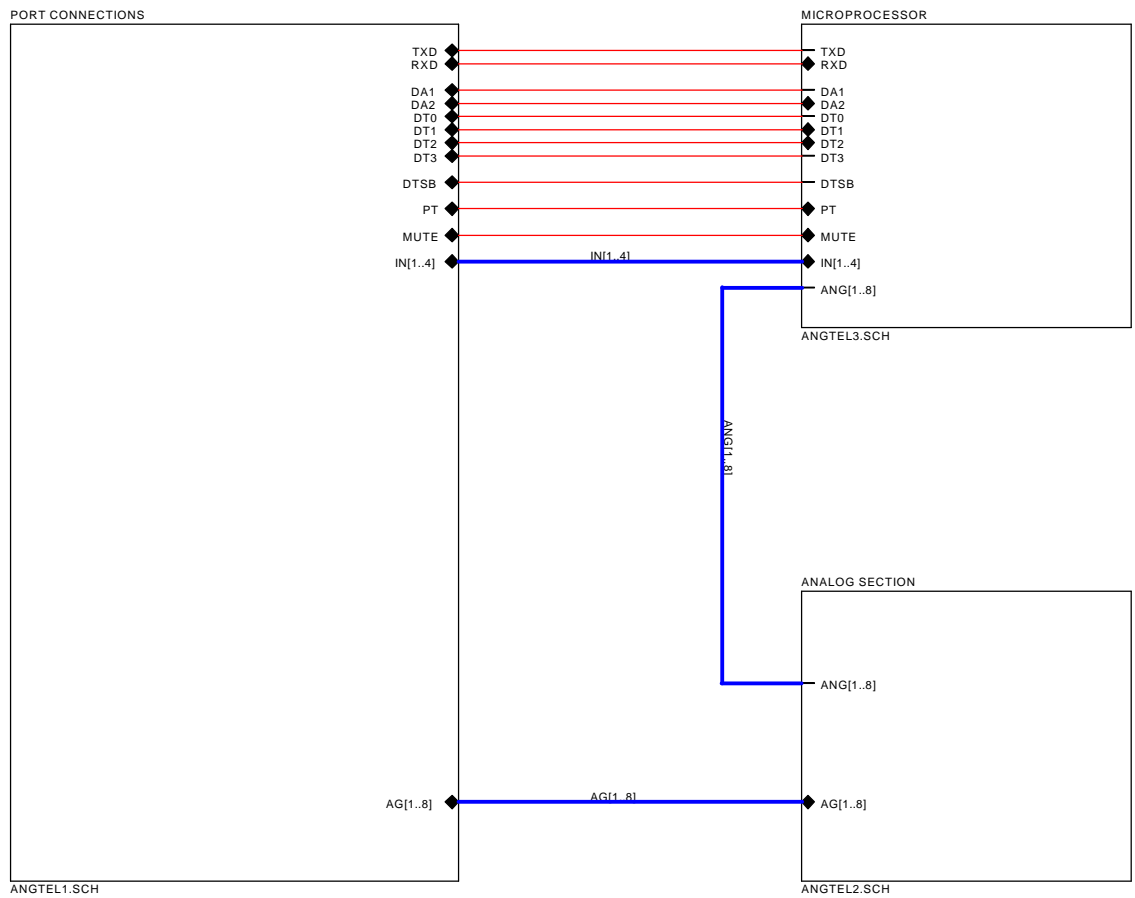 PORT CONNECTIONS
MICROPROCESSOR
TXD TXD
RXD RXD
DA1 DA1
DA2 DA2
DT0 DT0
DT1 DT1
DT2 DT2
DT3 DT3
DTSB DTSB
PT PT
MUTE MUTE
IN[1..4] IN[1..4] IN[1..4]
ANG[1..8]
ANGTEL3.SCH
ANG[1..8]
ANALOG SECTION
ANG[1..8]
AG[1..8] AG[1..8] AG[1..8]
ANGTEL1.SCH
ANGTEL2.SCH